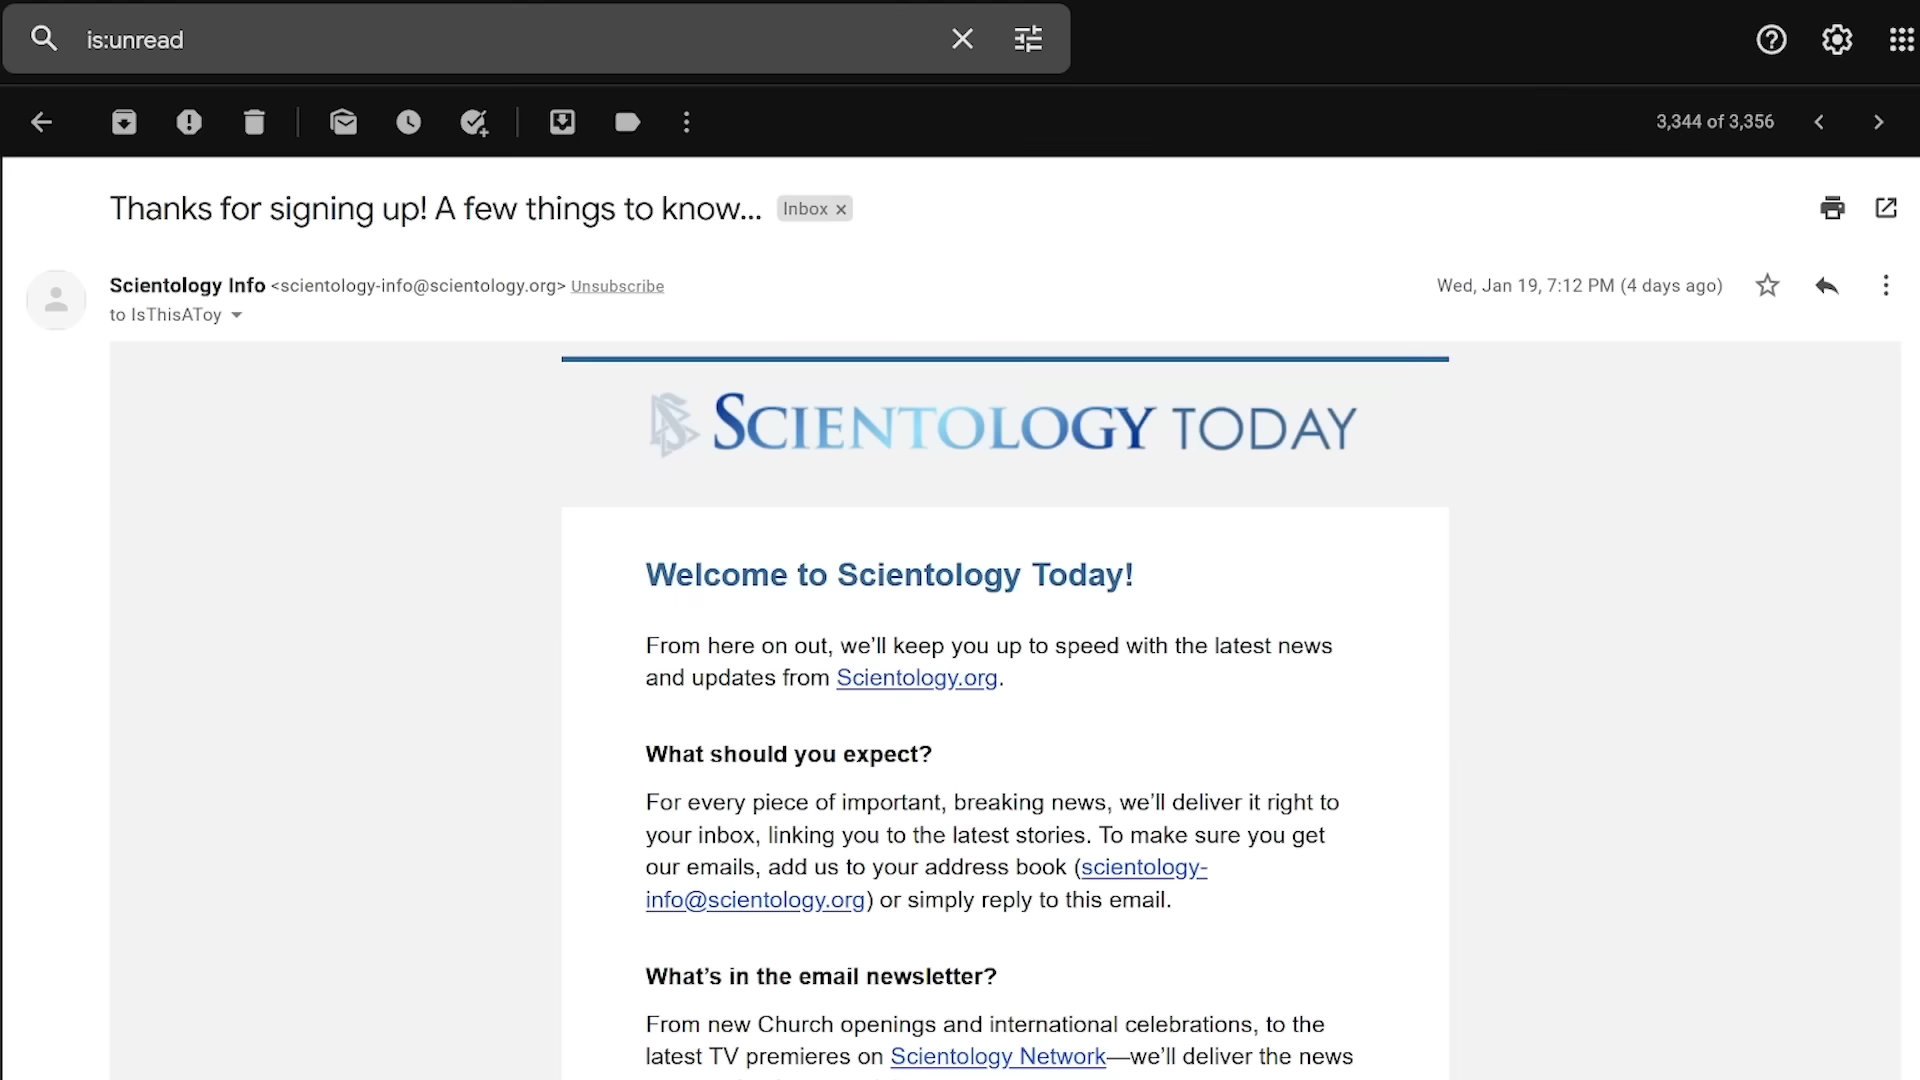 is:unread
3,344 of 3,356
Thanks for signing up! A few things to know... Inbox x
Scientology Info <scientology-info@scientology.org> Unsubscribe
Wed, Jan 19, 7:12 PM (4 days ago)
to IsThisAToy
SCIENTOLOGY TODAY
Welcome to Scientology Today!
From here on out, we’ll keep you up to speed with the latest news
and updates from Scientology.org.
What should you expect?
For every piece of important, breaking news, we’ll deliver it right to
your inbox, linking you to the latest stories. To make sure you get
our emails, add us to your address book (scientology-
info@scientology.org) or simply reply to this email.
What’s in the email newsletter?
From new Church openings and international celebrations, to the
latest TV premieres on Scientology Network—we’ll deliver the news